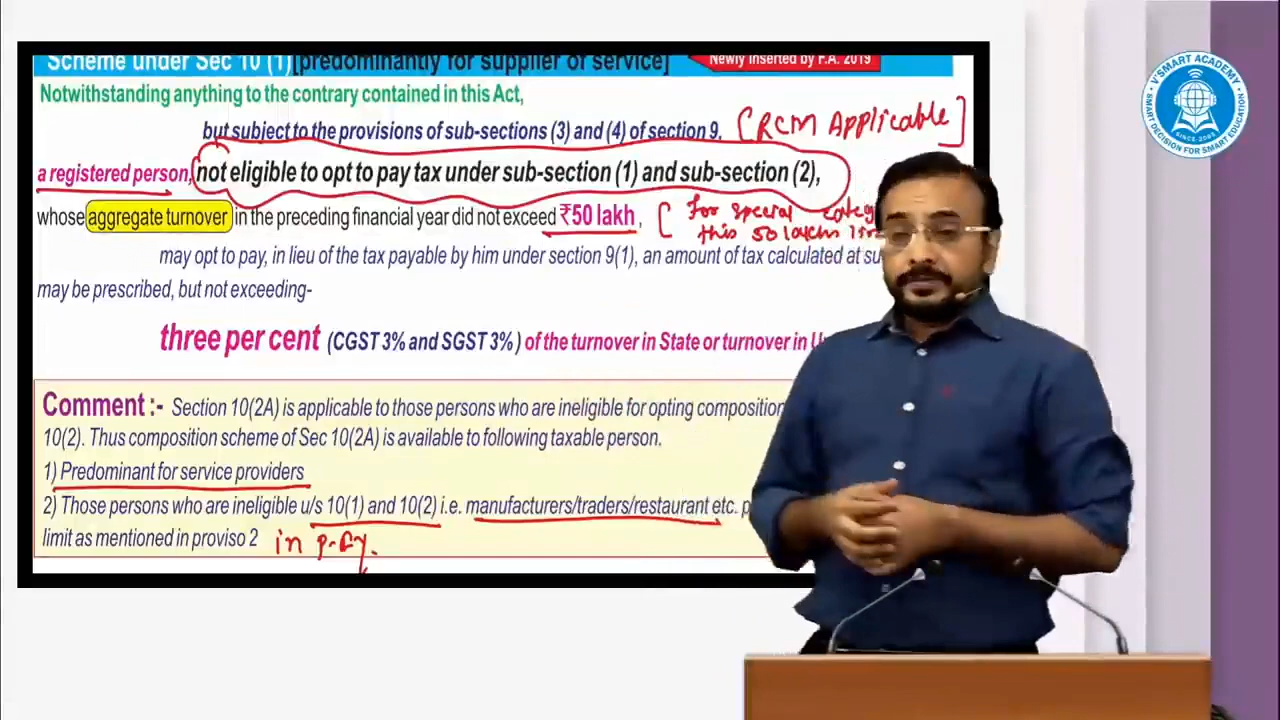 Scheme under Sec 10 (1)[predominantly for supplier of service]
Newly Inserted by F.A. 2019
Notwithstanding anything to the contrary contained in this Act,
but subject to the provisions of sub-sections (3) and (4) of section 9, [RCM Applicable]
a registered person, not eligible to opt to pay tax under sub-section (1) and sub-section (2),
whose aggregate turnover in the preceding financial year did not exceed ₹50 lakh, [ for special
this 50 lakhs
may opt to pay, in lieu of the tax payable by him under section 9(1), an amount of tax calculated at
may be prescribed, but not exceeding-
three per cent (CGST 3% and SGST 3%) of the turnover in State or turnover in
Comment :- Section 10(2A) is applicable to those persons who are ineligible for opting composition
10(2). Thus composition scheme of Sec 10(2A) is available to following taxable person.
1) Predominant for service providers
2) Those persons who are ineligible u/s 10(1) and 10(2) i.e. manufacturers/traders/restaurant etc.
limit as mentioned in proviso 2 in p.fy.
V'SMART ACADEMY
SINCE-2005
SMART DECISION FOR SMART EDUCATION